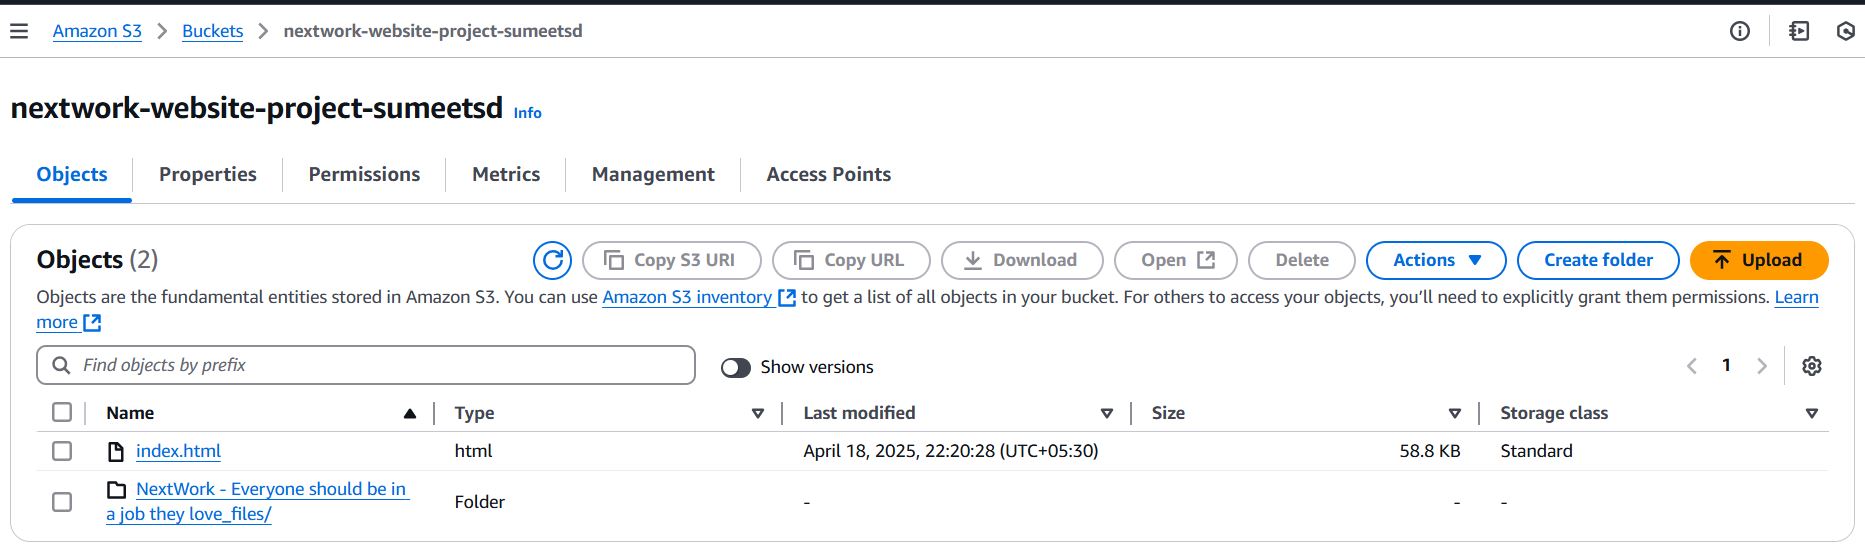 Amazon S3 > Buckets > nextwork-website-project-sumeetsd
nextwork-website-project-sumeetsd Info
Objects Properties Permissions Metrics Management Access Points
Objects (2) Copy S3 URI Copy URL Download Open Delete Actions Create folder Upload
Objects are the fundamental entities stored in Amazon S3. You can use Amazon S3 inventory to get a list of all objects in your bucket. For others to access your objects, you’ll need to explicitly grant them permissions. Learn
more
Find objects by prefix Show versions 1
Name Type Last modified Size Storage class
index.html html April 18, 2025, 22:20:28 (UTC+05:30) 58.8 KB Standard
NextWork - Everyone should be in
a job they love_files/ Folder - - -